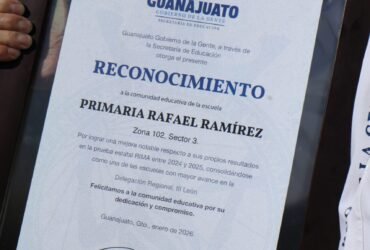 GUANAJUATO
GOBIERNO DE LA GENTE
SECRETARÍA DE EDUCACIÓN
Guanajuato Gobierno de la Gente, a través de
la Secretaría de Educación
otorga el presente
RECONOCIMIENTO
a la comunidad educativa de la escuela
PRIMARIA RAFAEL RAMÍREZ
Zona 102, Sector 3.
Por lograr una mejora notable respecto a sus propios resultados
en la prueba estatal RIMA entre 2024 y 2025, consolidándose
como una de las escuelas con mayor avance en la
Delegación Regional, III León
Felicitamos a la comunidad educativa por su
dedicación y compromiso.
Guanajuato, Gto., enero de 2026